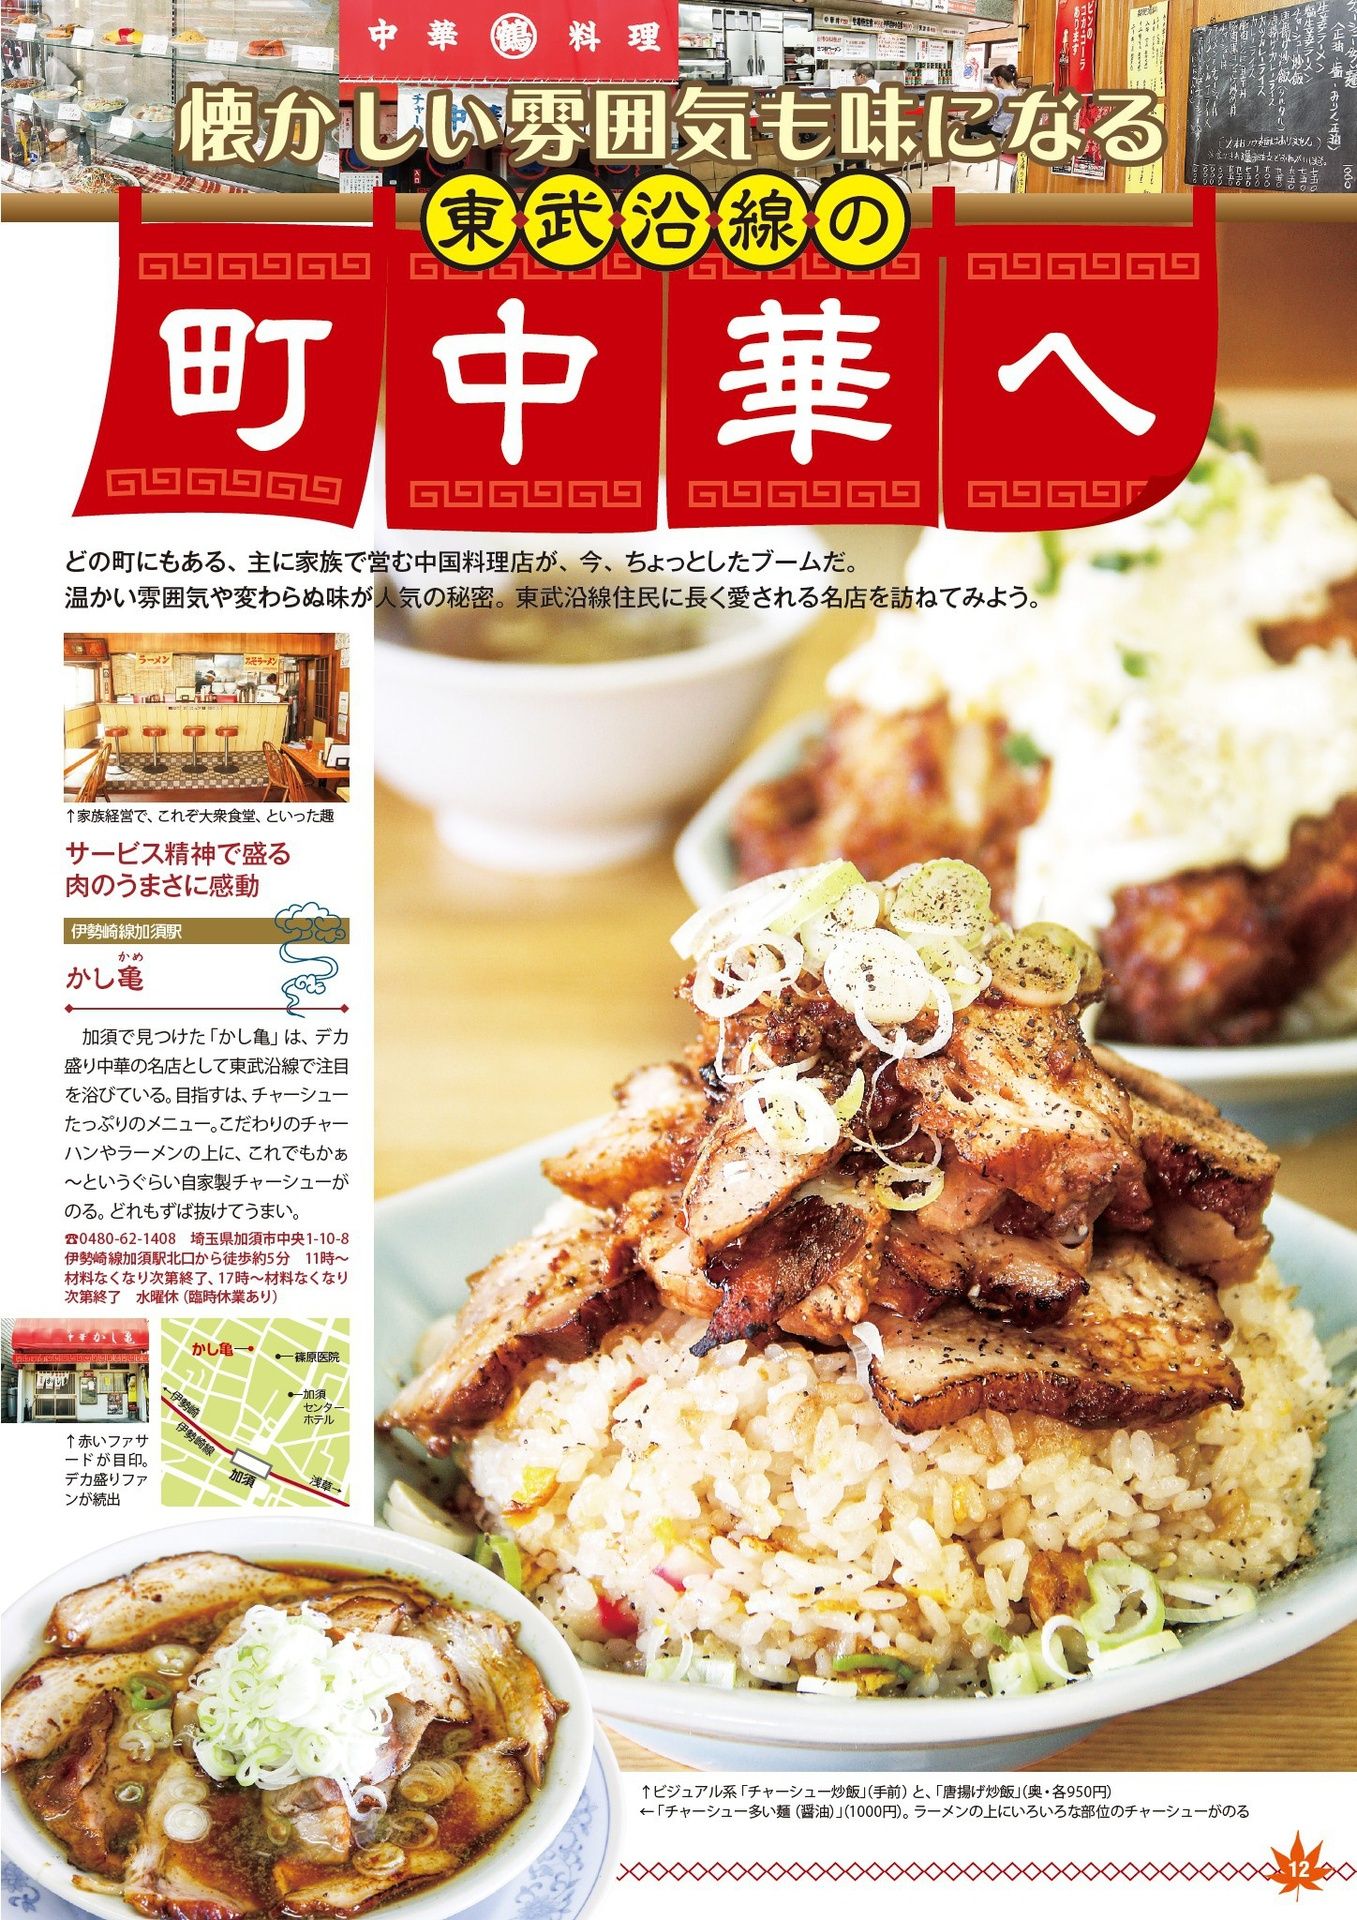 中華 鶴 料理
懐かしい雰囲気も味になる
東・武・沿・線・の
町中華へ
どの町にもある、主に家族で営む中国料理店が、今、ちょっとしたブームだ。
温かい雰囲気や変わらぬ味が人気の秘密。東武沿線住民に長く愛される名店を訪ねてみよう。
ラーメン
みそラーメン
↑家族経営で、これぞ大衆食堂、といった趣
サービス精神で盛る
肉のうまさに感動
伊勢崎線加須駅
かめ
かし亀
加須で見つけた「かし亀」は、デカ
盛り中華の名店として東武沿線で注目
を浴びている。目指すは、チャーシュー
たっぷりのメニュー。こだわりのチャー
ハンやラーメンの上に、これでもかぁ
〜というぐらい自家製チャーシューが
のる。どれもずば抜けてうまい。
☎0480-62-1408　埼玉県加須市中央1-10-8
伊勢崎線加須駅北口から徒歩約5分　11時〜
材料なくなり次第終了、17時〜材料なくなり
次第終了　水曜休（臨時休業あり）
中華かし亀
↑赤いファサ
ードが目印。
デカ盛りファ
ンが続出
かし亀
篠原医院
加須
センター
ホテル
←伊勢崎
伊勢崎線
加須
浅草→
↑ビジュアル系「チャーシュー炒飯」（手前）と、「唐揚げ炒飯」（奥・各950円）
←「チャーシュー多い麺（醤油）」（1000円）。ラーメンの上にいろいろな部位のチャーシューがのる
12